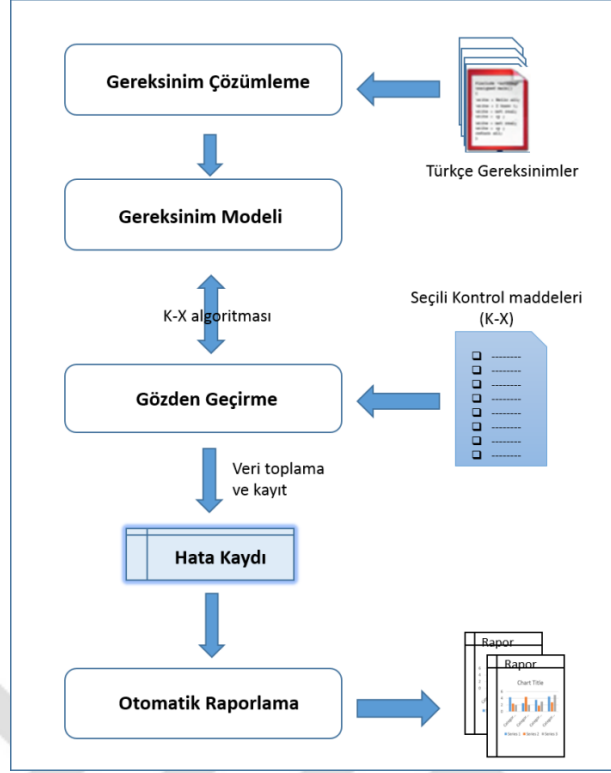 Gereksinim Çözümleme
Türkçe Gereksinimler
Gereksinim Modeli
K-X algoritması
Seçili Kontrol maddeleri
(K-X)
Gözden Geçirme
Veri toplama
ve kayıt
Hata Kaydı
Otomatik Raporlama
Rapor
Rapor
Chart Title